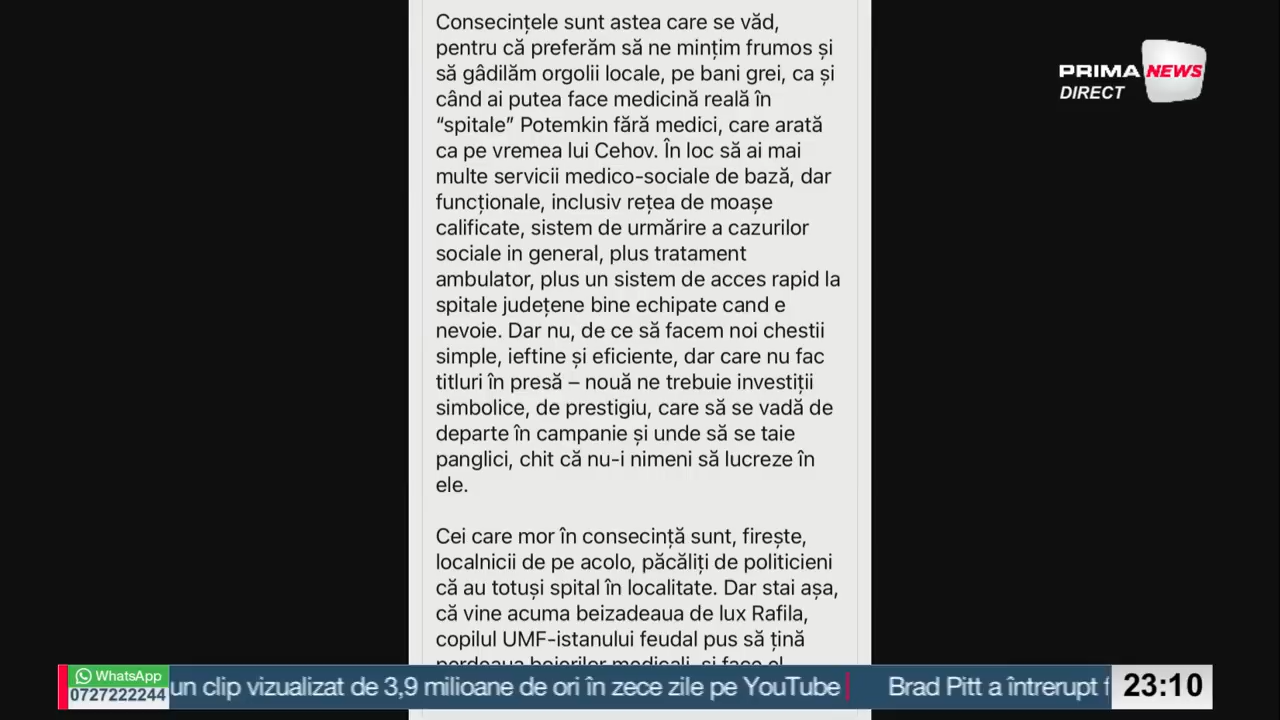 Consecințele sunt astea care se văd,
pentru că preferăm să ne mințim frumos și
să gâdilăm orgolii locale, pe bani grei, ca și
când ai putea face medicină reală în
“spitale” Potemkin fără medici, care arată
ca pe vremea lui Cehov. În loc să ai mai
multe servicii medico-sociale de bază, dar
funcționale, inclusiv rețea de moașe
calificate, sistem de urmărire a cazurilor
sociale in general, plus tratament
ambulator, plus un sistem de acces rapid la
spitale județene bine echipate cand e
nevoie. Dar nu, de ce să facem noi chestii
simple, ieftine și eficiente, dar care nu fac
titluri în presă – nouă ne trebuie investiții
simbolice, de prestigiu, care să se vadă de
departe în campanie și unde să se taie
panglici, chit că nu-i nimeni să lucreze în
ele.
Cei care mor în consecință sunt, firește,
localnicii de pe acolo, păcăliți de politicieni
că au totuși spital în localitate. Dar stai așa,
că vine acuma beizadeaua de lux Rafila,
copilul UMF-istanului feudal pus să țină
PRIMA NEWS
DIRECT
WhatsApp
0727222244
un clip vizualizat de 3,9 milioane de ori în zece zile pe YouTube
Brad Pitt a întrerupt
23:10